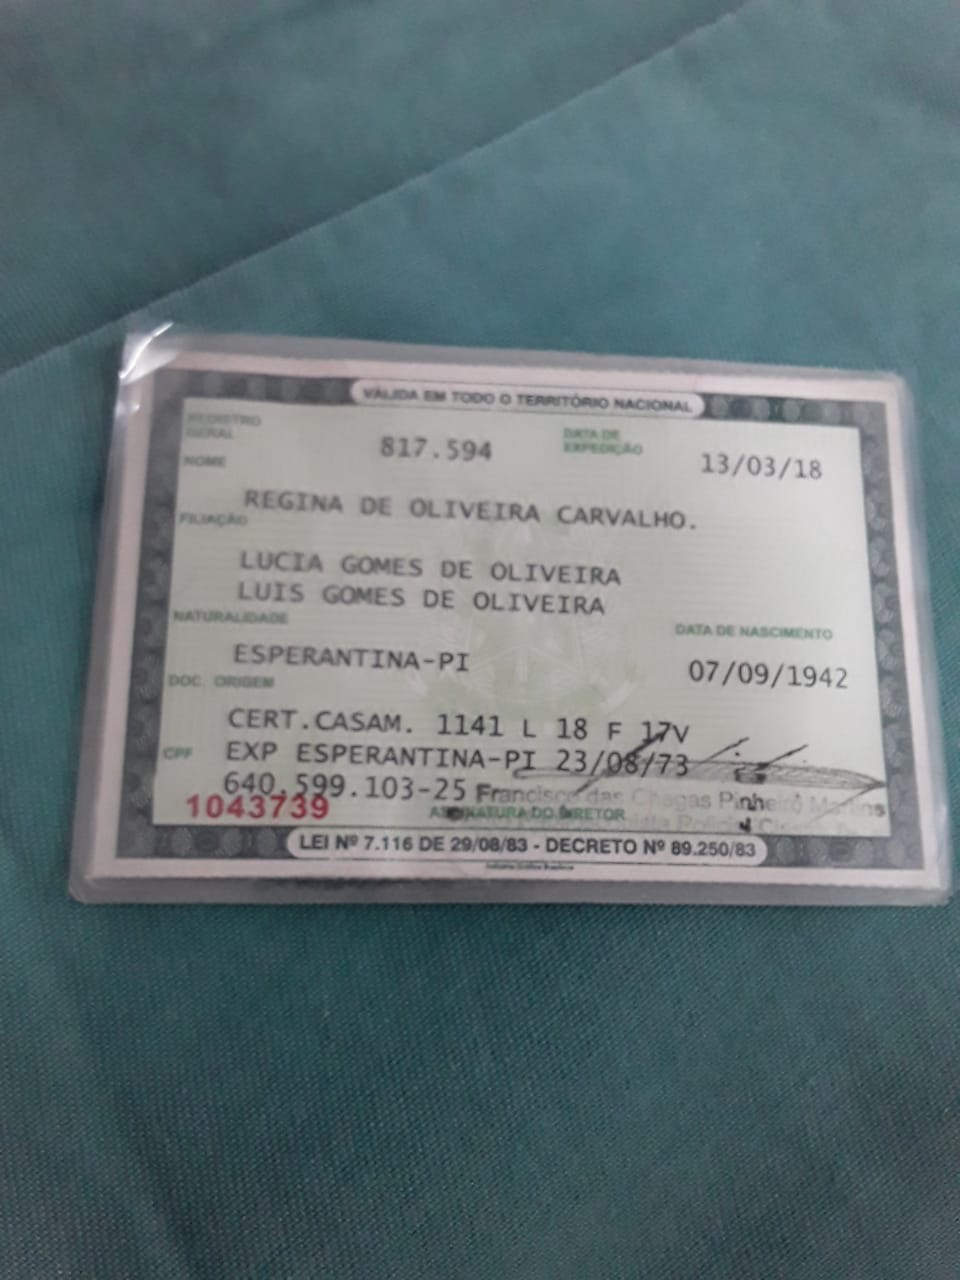 VÁLIDA EM TODO O TERRITÓRIO NACIONAL
REGISTRO GERAL 817.594 DATA DE EXPEDIÇÃO 13/03/18
NOME
REGINA DE OLIVEIRA CARVALHO.
FILIAÇÃO
LUCIA GOMES DE OLIVEIRA
LUIS GOMES DE OLIVEIRA
NATURALIDADE DATA DE NASCIMENTO
ESPERANTINA-PI 07/09/1942
DOC. ORIGEM
CERT.CASAM. 1141 L 18 F 17V
EXP ESPERANTINA-PI 23/08/73
CPF
640.599.103-25 Francisco das Chagas Pinheiro Martins
1043739 ASSINATURA DO DIRETOR
LEI Nº 7.116 DE 29/08/83 - DECRETO Nº 89.250/83